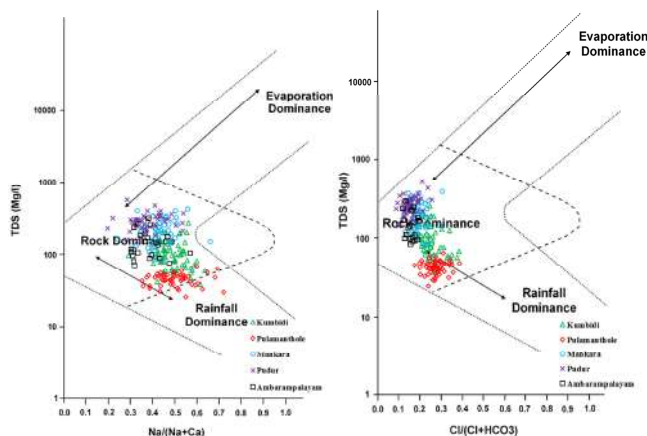 Evaporation
Dominance
10000
1000
100
10
1
TDS (Mg/l)
Rock Dominance
Rainfall
Dominance
Kumbidi
Pulamanthole
Mankara
Padur
Ambarampalayam
0.0 0.1 0.2 0.3 0.4 0.5 0.6 0.7 0.8 0.9 1.0
Na/(Na+Ca)
Evaporation
Dominance
10000
1000
100
10
1
TDS (Mg/l)
Rock Dominance
Rainfall
Dominance
Kumbidi
Pulamanthole
Mankara
Padur
Ambarampalayam
0.0 0.1 0.2 0.3 0.4 0.5 0.6 0.7 0.8 0.9 1.0
Cl/(Cl+HCO3)